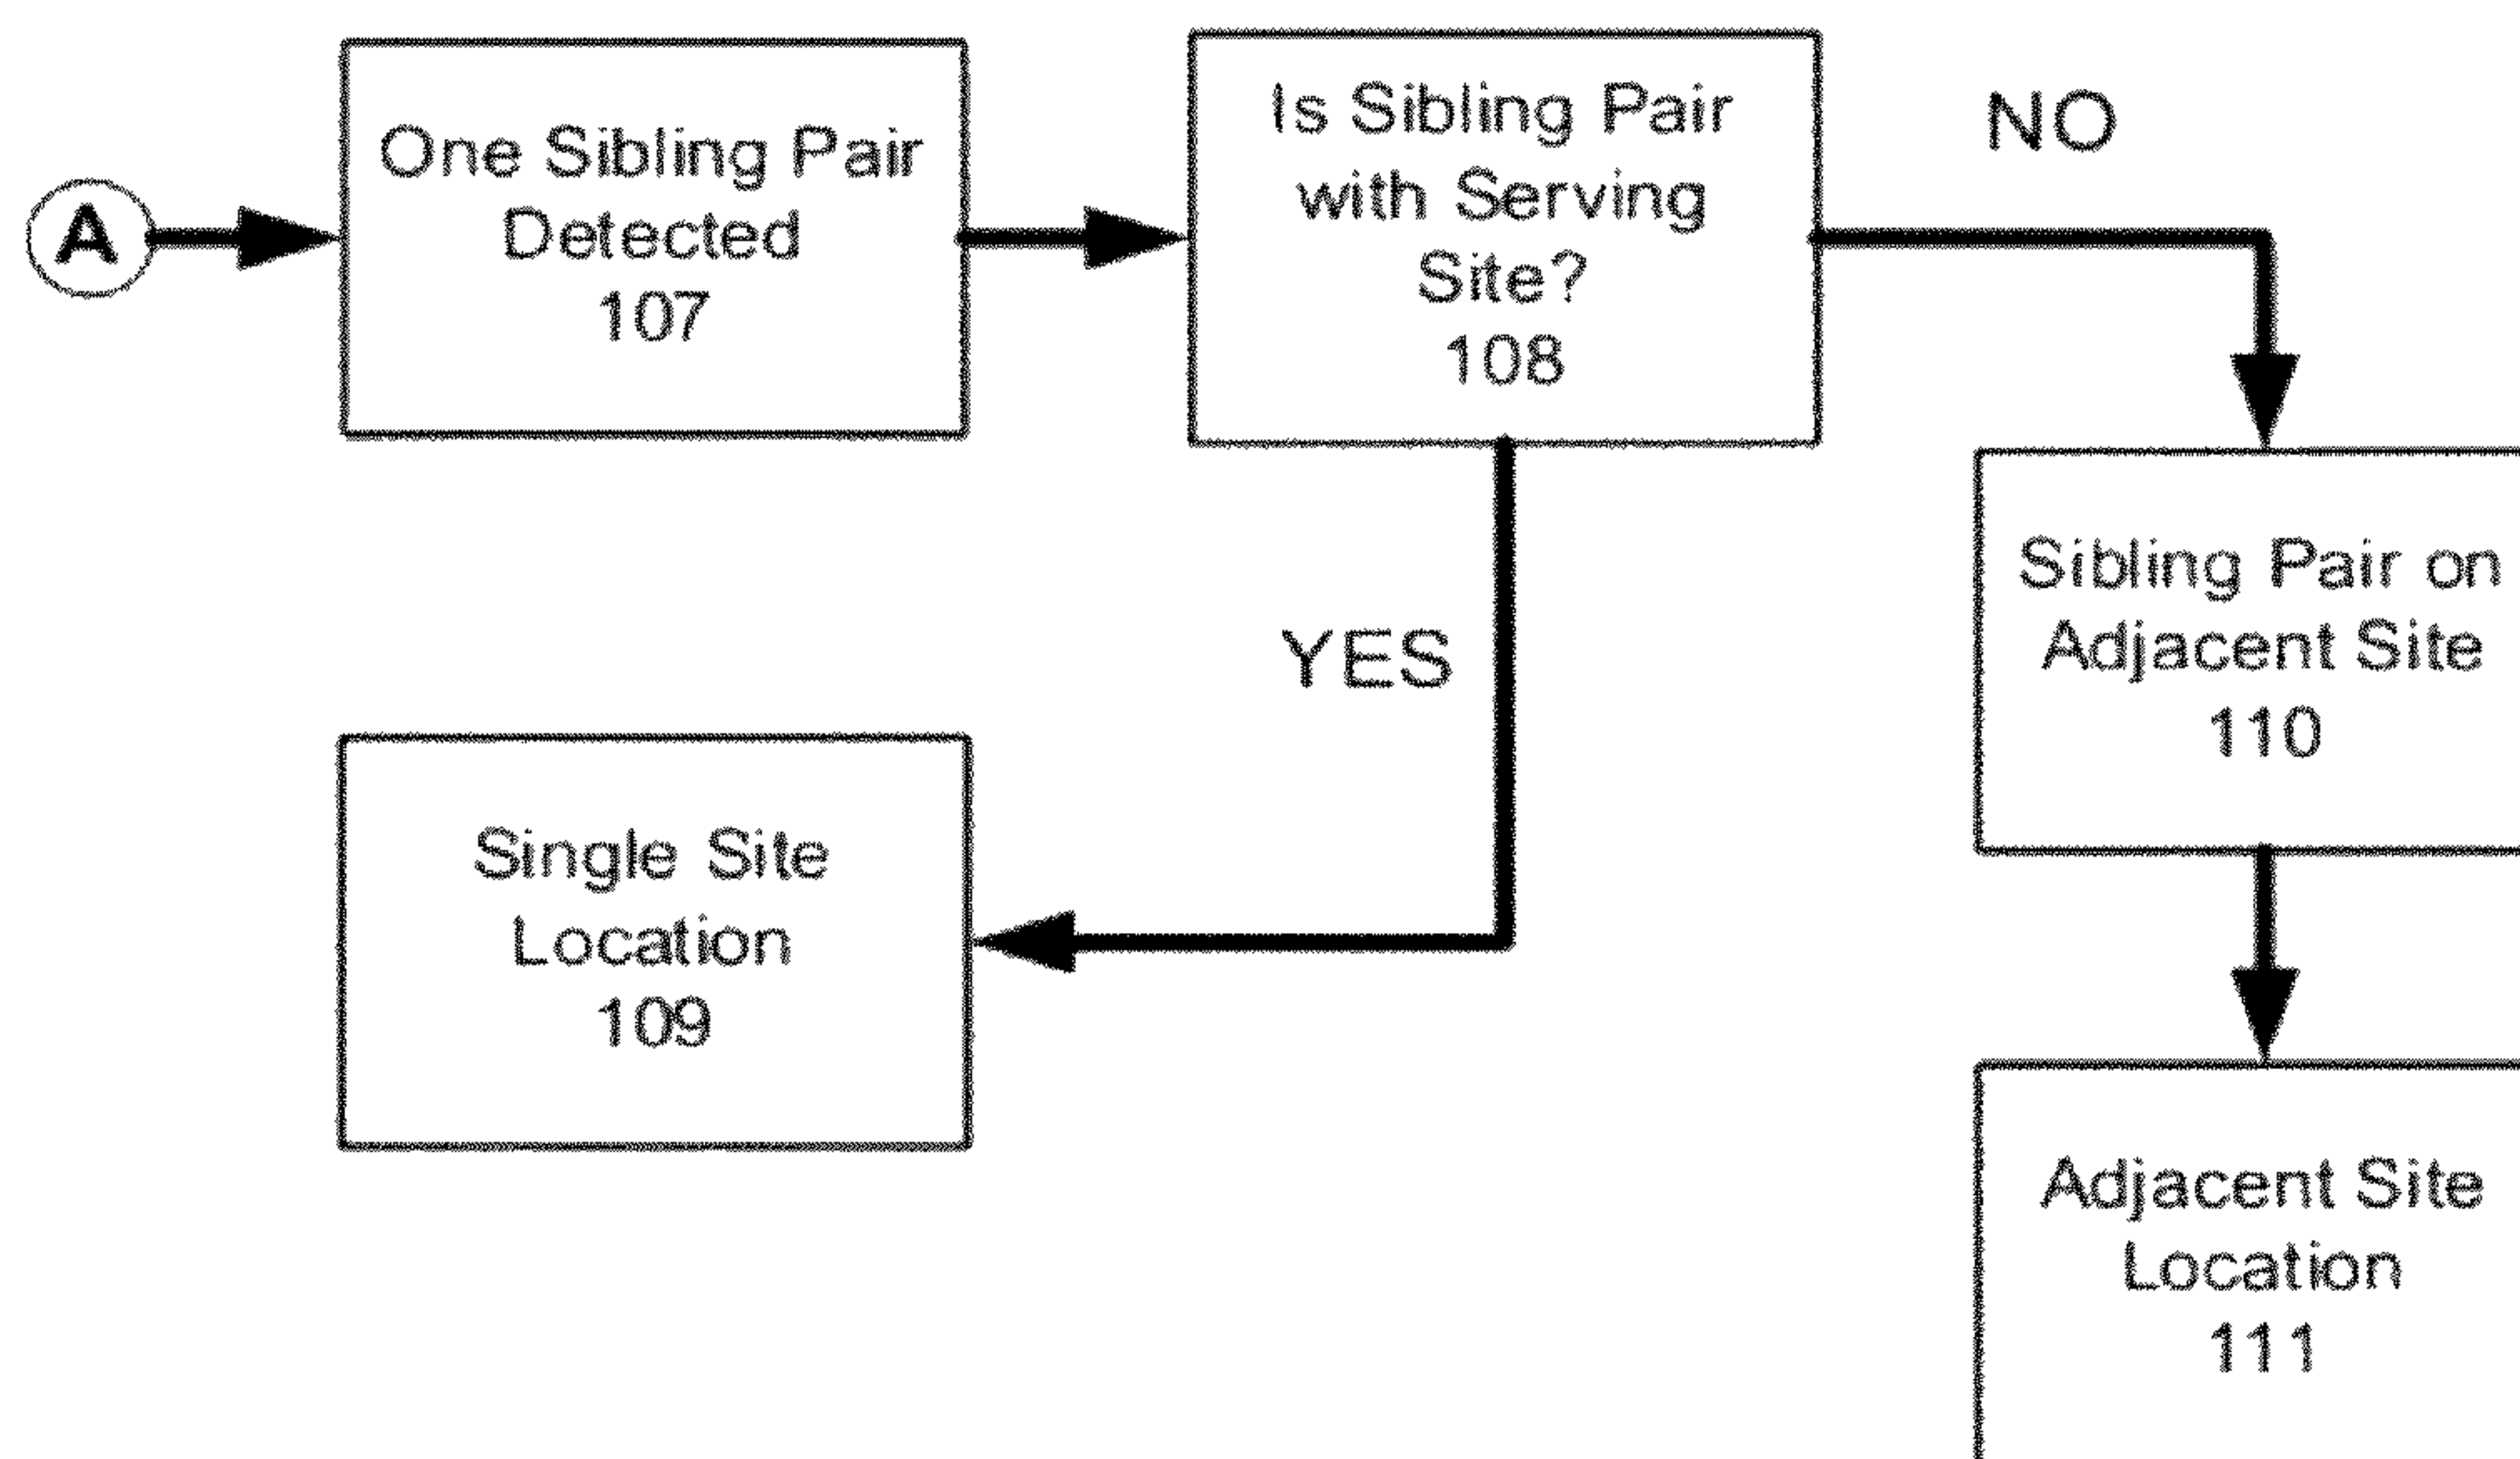 A
One Sibling Pair
Detected
107
Is Sibling Pair
with Serving
Site?
108
NO
YES
Sibling Pair on
Adjacent Site
110
Single Site
Location
109
Adjacent Site
Location
111